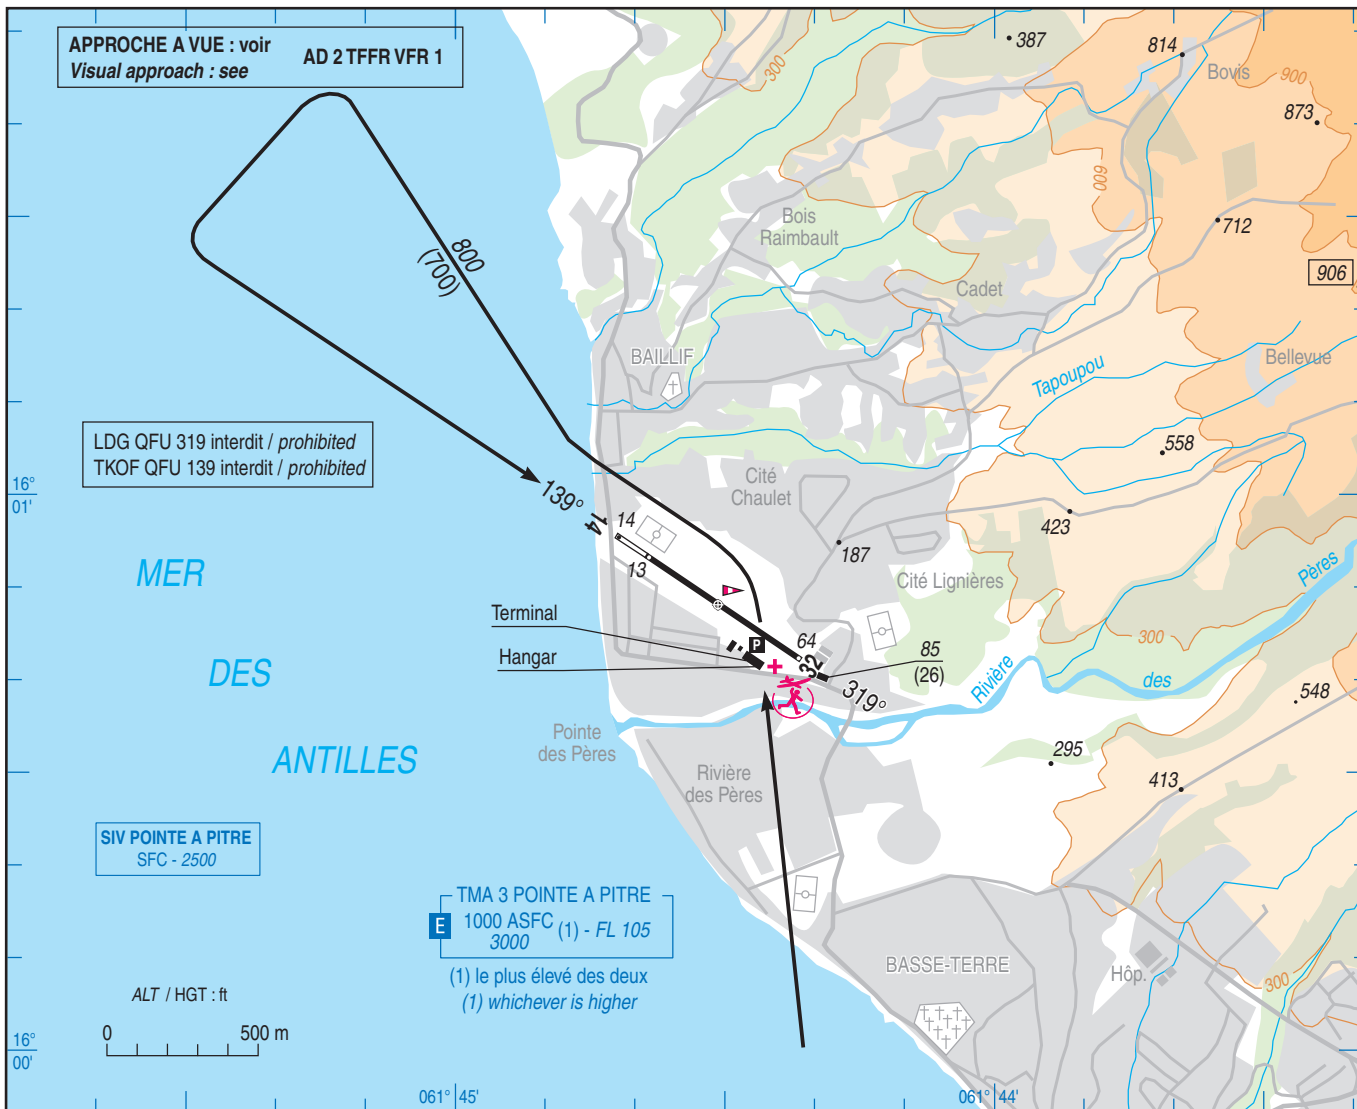 APPROCHE A VUE : voir
Visual approach : see
AD 2 TFFR VFR 1
387
814
Bovis
300
900
873
600
Bois
Raimbault
712
800
(700)
906
Cadet
BAILLIF
Bellevue
Tapoupou
LDG QFU 319 interdit / prohibited
TKOF QFU 139 interdit / prohibited
558
Cité
Chaulet
16°
01'
139°
14
14
423
13
187
MER
Cité Lignières
Pères
Terminal
P
64
300
Hangar
32
85
(26)
DES
319°
Rivière
des
548
Pointe
des Pères
295
ANTILLES
Rivière
des Pères
413
SIV POINTE A PITRE
SFC - 2500
TMA 3 POINTE A PITRE
E
1000 ASFC
3000
(1) - FL 105
(1) le plus élevé des deux
(1) whichever is higher
BASSE-TERRE
Hôp.
300
ALT / HGT : ft
0
500 m
16°
00'
061° 45'
061° 44'